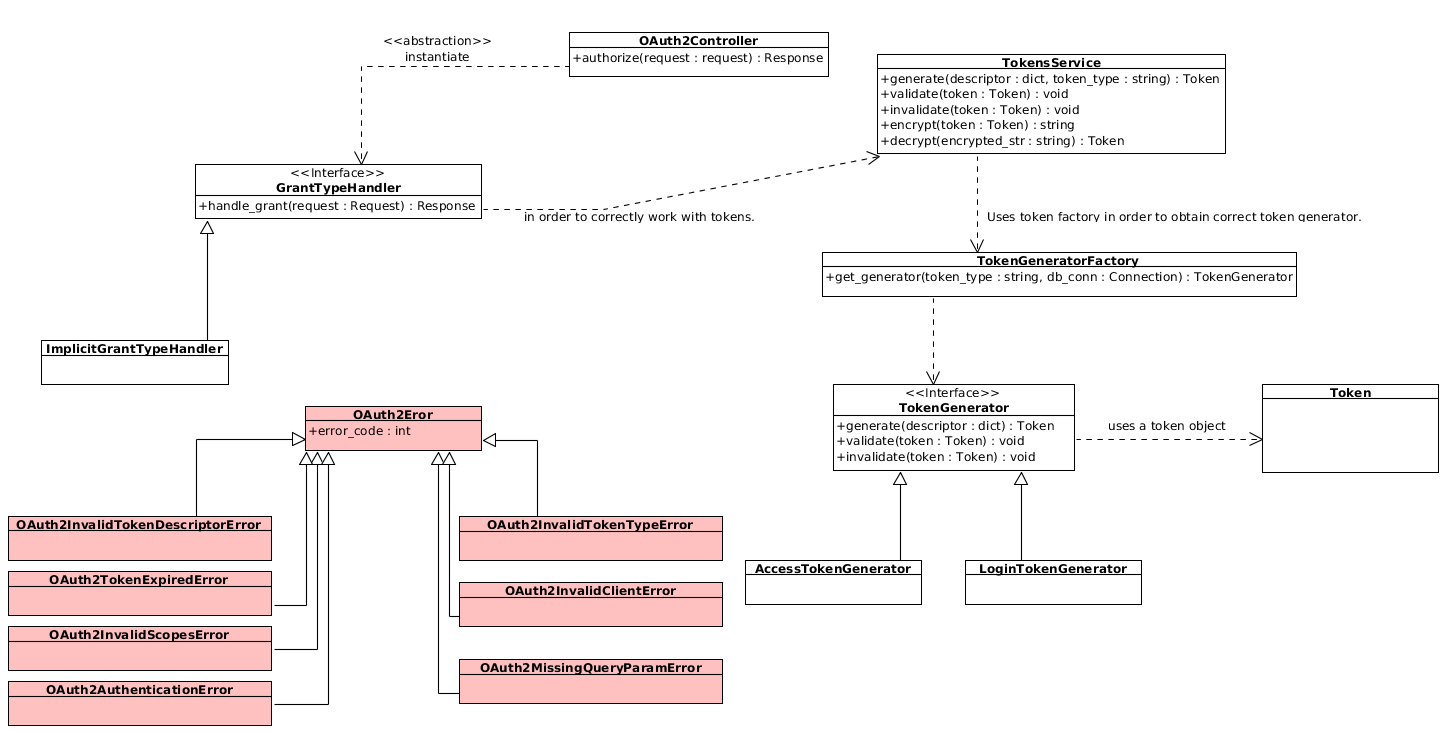 <<abstraction>>
instantiate
OAuth2Controller
+authorize(request : request) : Response
TokensService
+generate(descriptor : dict, token_type : string) : Token
+validate(token : Token) : void
+invalidate(token : Token) : void
+encrypt(token : Token) : string
+decrypt(encrypted_str : string) : Token
<<Interface>>
GrantTypeHandler
+handle_grant(request : Request) : Response
in order to correctly work with tokens.
Uses token factory in order to obtain correct token generator.
TokenGeneratorFactory
+get_generator(token_type : string, db_conn : Connection) : TokenGenerator
ImplicitGrantTypeHandler
<<Interface>>
TokenGenerator
+generate(descriptor : dict) : Token
+validate(token : Token) : void
+invalidate(token : Token) : void
uses a token object
Token
OAuth2Eror
+error_code : int
OAuth2InvalidTokenDescriptorError
OAuth2TokenExpiredError
OAuth2InvalidScopesError
OAuth2AuthenticationError
OAuth2InvalidTokenTypeError
OAuth2InvalidClientError
OAuth2MissingQueryParamError
AccessTokenGenerator
LoginTokenGenerator